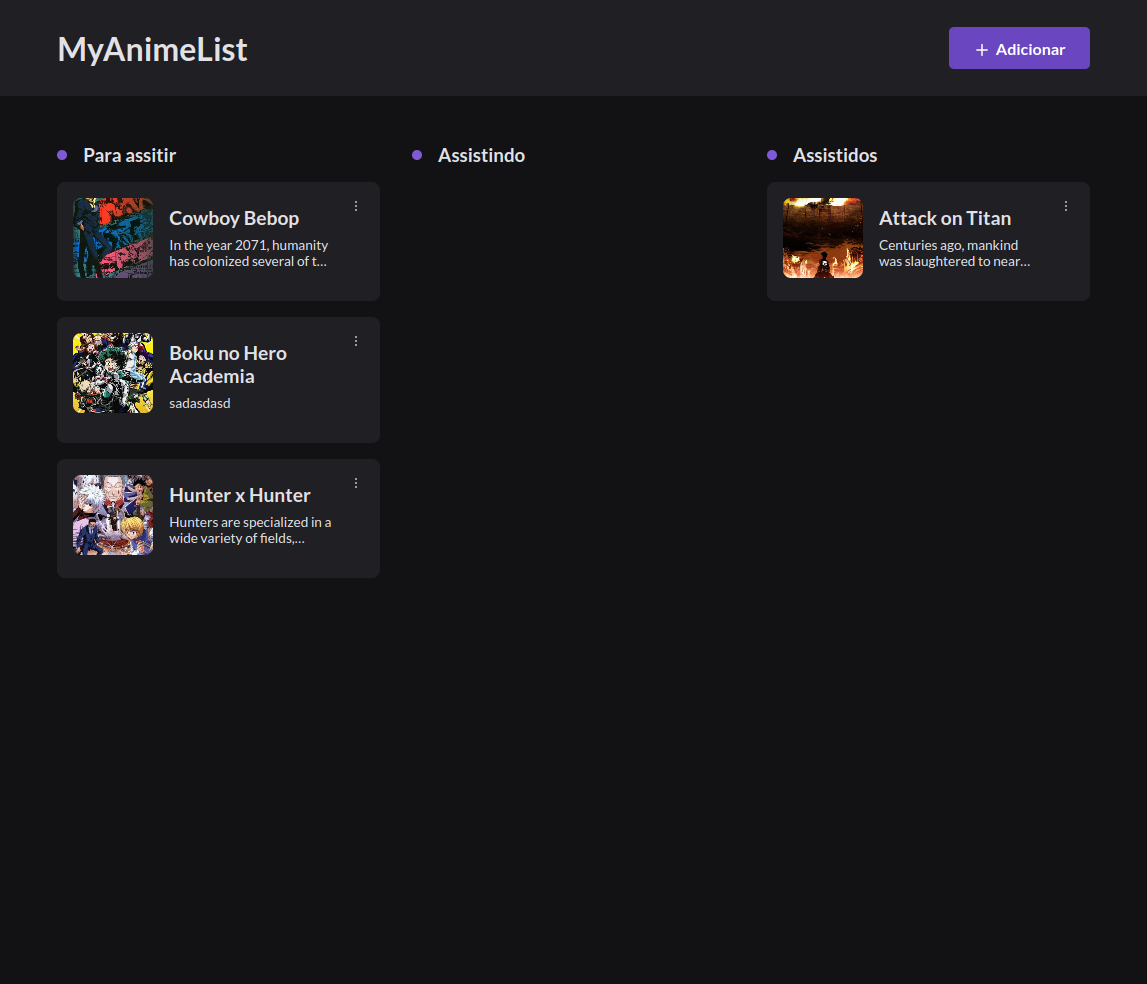 MyAnimeList
Adicionar
Para assitir
Cowboy Bebop
In the year 2071, humanity
has colonized several of t...
Boku no Hero
Academia
sadasdasd
Hunter x Hunter
Hunters are specialized in a
wide variety of fields,...
Assistindo
Assistidos
Attack on Titan
Centuries ago, mankind
was slaughtered to near...